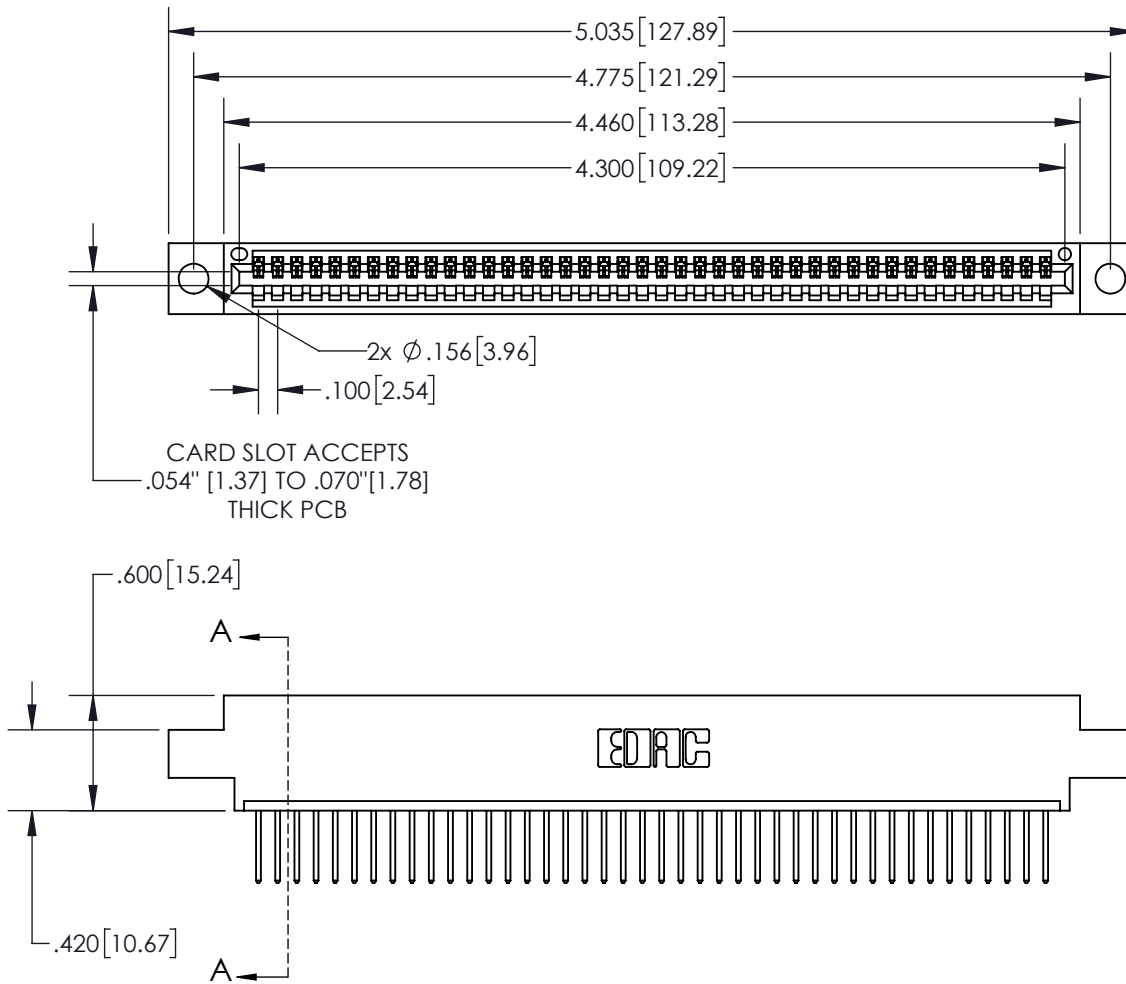 5.035[127.89]
4.775[121.29]
4.460[113.28]
4.300[109.22]
2x Ø.156[3.96]
.100[2.54]
CARD SLOT ACCEPTS
.054" [1.37] TO .070"[1.78]
THICK PCB
.600[15.24]
A
EDAC
.420[10.67]
A